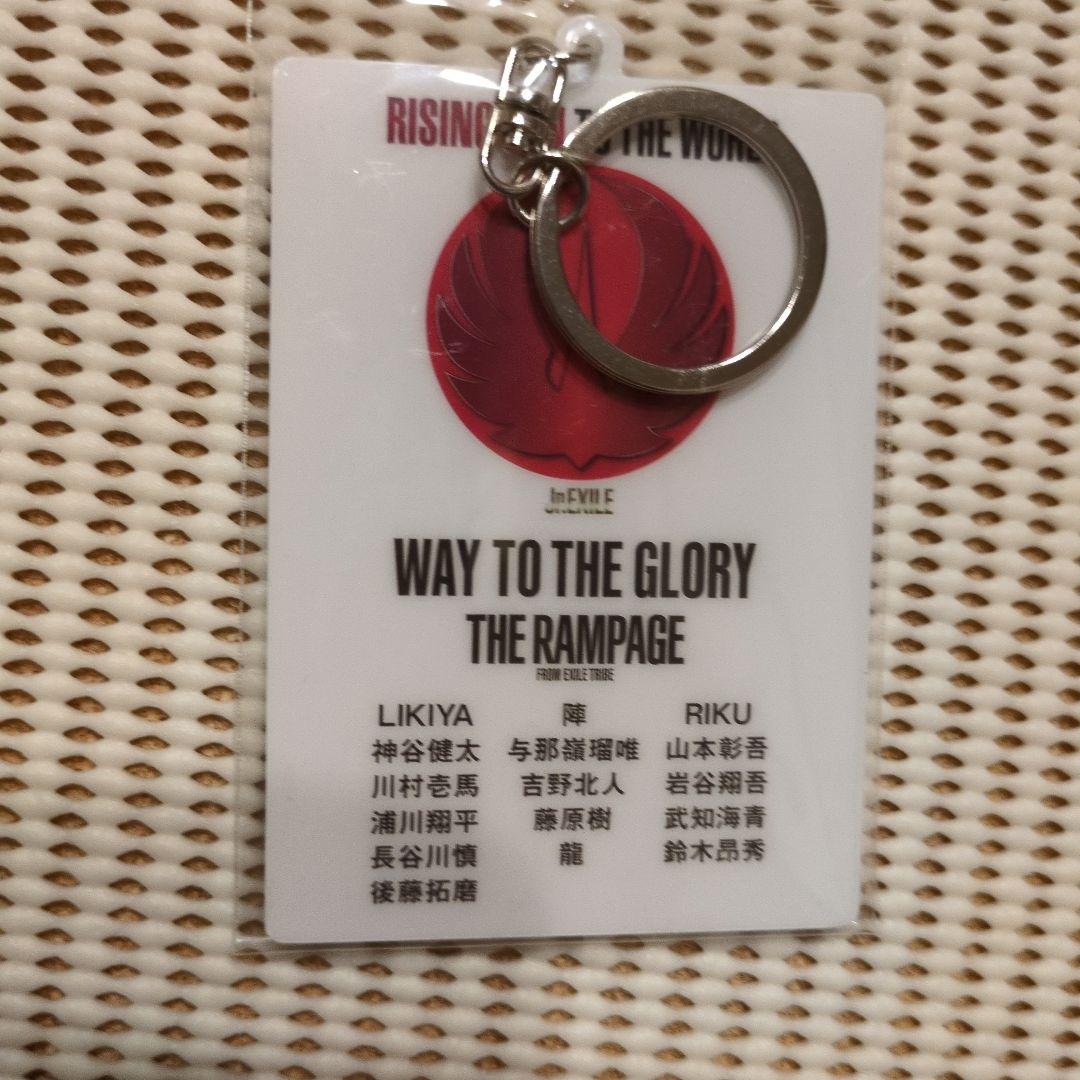 RISING SUN TO THE WORLD
Jr.EXILE
WAY TO THE GLORY
THE RAMPAGE
FROM EXILE TRIBE
LIKIYA 陣 RIKU
神谷健太 与那嶺瑠唯 山本彰吾
川村壱馬 吉野北人 岩谷翔吾
浦川翔平 藤原樹 武知海青
長谷川慎 龍 鈴木昂秀
後藤拓磨